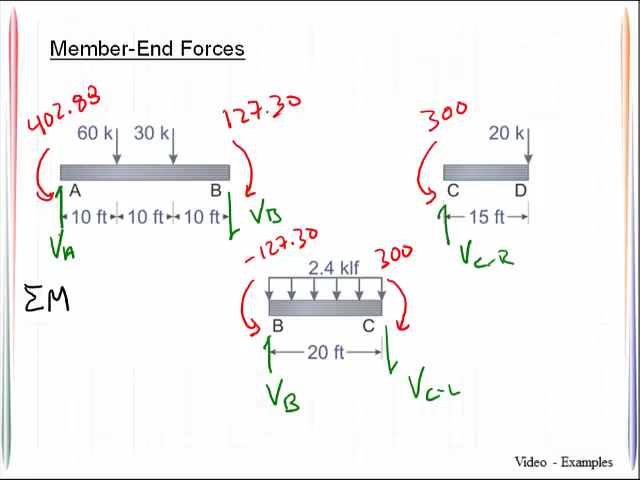 Member-End Forces
402.88
127.30
300
60 k
30 k
20 k
A
B
C
D
10 ft
10 ft
10 ft
V_B
15 ft
V_A
V_C-R
-127.30
300
2.4 klf
ΣM
B
C
20 ft
V_B
V_C-L
Video - Examples